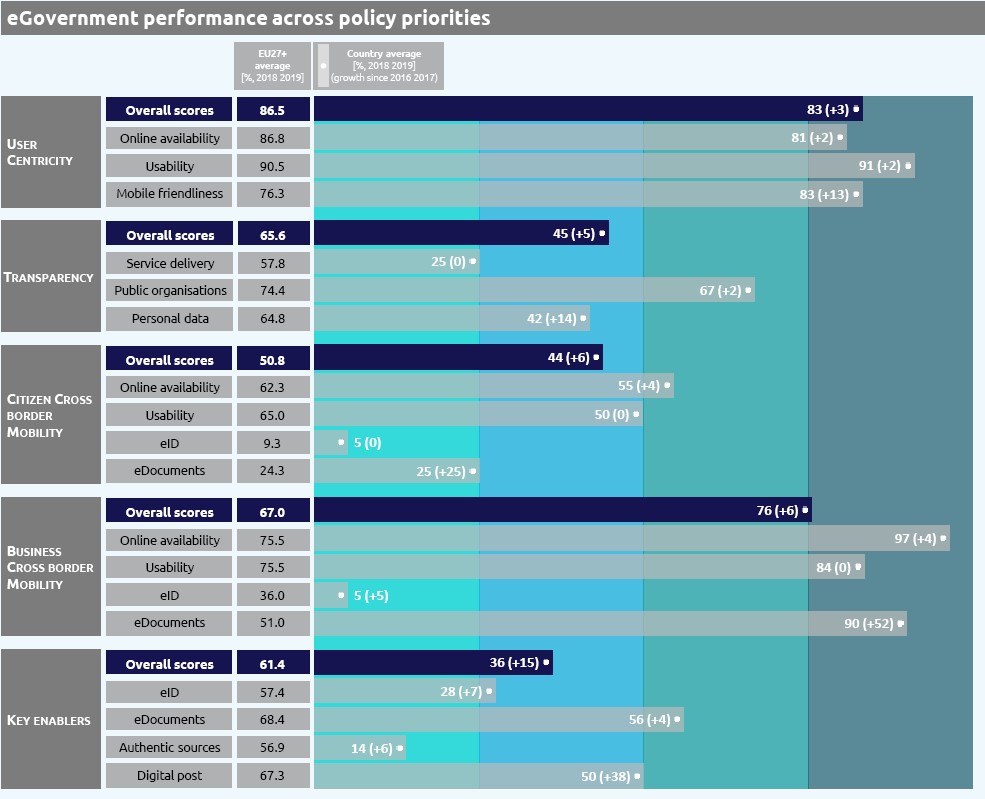 eGovernment performance across policy priorities
EU27+
average
[%, 2018 2019]
Country average
[%, 2018 2019]
(growth since 2016 2017)
USER
CENTRICITY
Overall scores 86.5 83 (+3)
Online availability 86.8 81 (+2)
Usability 90.5 91 (+2)
Mobile friendliness 76.3 83 (+13)
TRANSPARENCY
Overall scores 65.6 45 (+5)
Service delivery 57.8 25 (0)
Public organisations 74.4 67 (+2)
Personal data 64.8 42 (+14)
CITIZEN CROSS
BORDER
MOBILITY
Overall scores 50.8 44 (+6)
Online availability 62.3 55 (+4)
Usability 65.0 50 (0)
eID 9.3 5 (0)
eDocuments 24.3 25 (+25)
BUSINESS
CROSS BORDER
MOBILITY
Overall scores 67.0 76 (+6)
Online availability 75.5 97 (+4)
Usability 75.5 84 (0)
eID 36.0 5 (+5)
eDocuments 51.0 90 (+52)
KEY ENABLERS
Overall scores 61.4 36 (+15)
eID 57.4 28 (+7)
eDocuments 68.4 56 (+4)
Authentic sources 56.9 14 (+6)
Digital post 67.3 50 (+38)